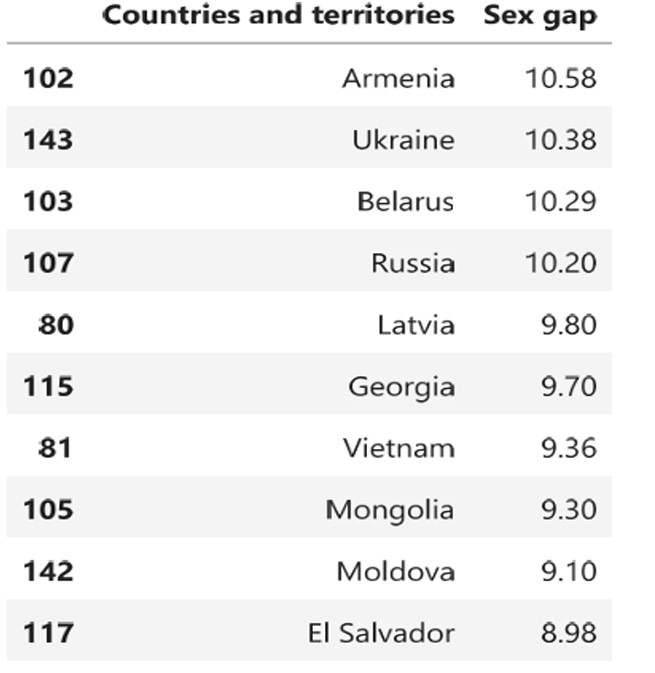 Countries and territories Sex gap
102 Armenia 10.58
143 Ukraine 10.38
103 Belarus 10.29
107 Russia 10.20
80 Latvia 9.80
115 Georgia 9.70
81 Vietnam 9.36
105 Mongolia 9.30
142 Moldova 9.10
117 El Salvador 8.98